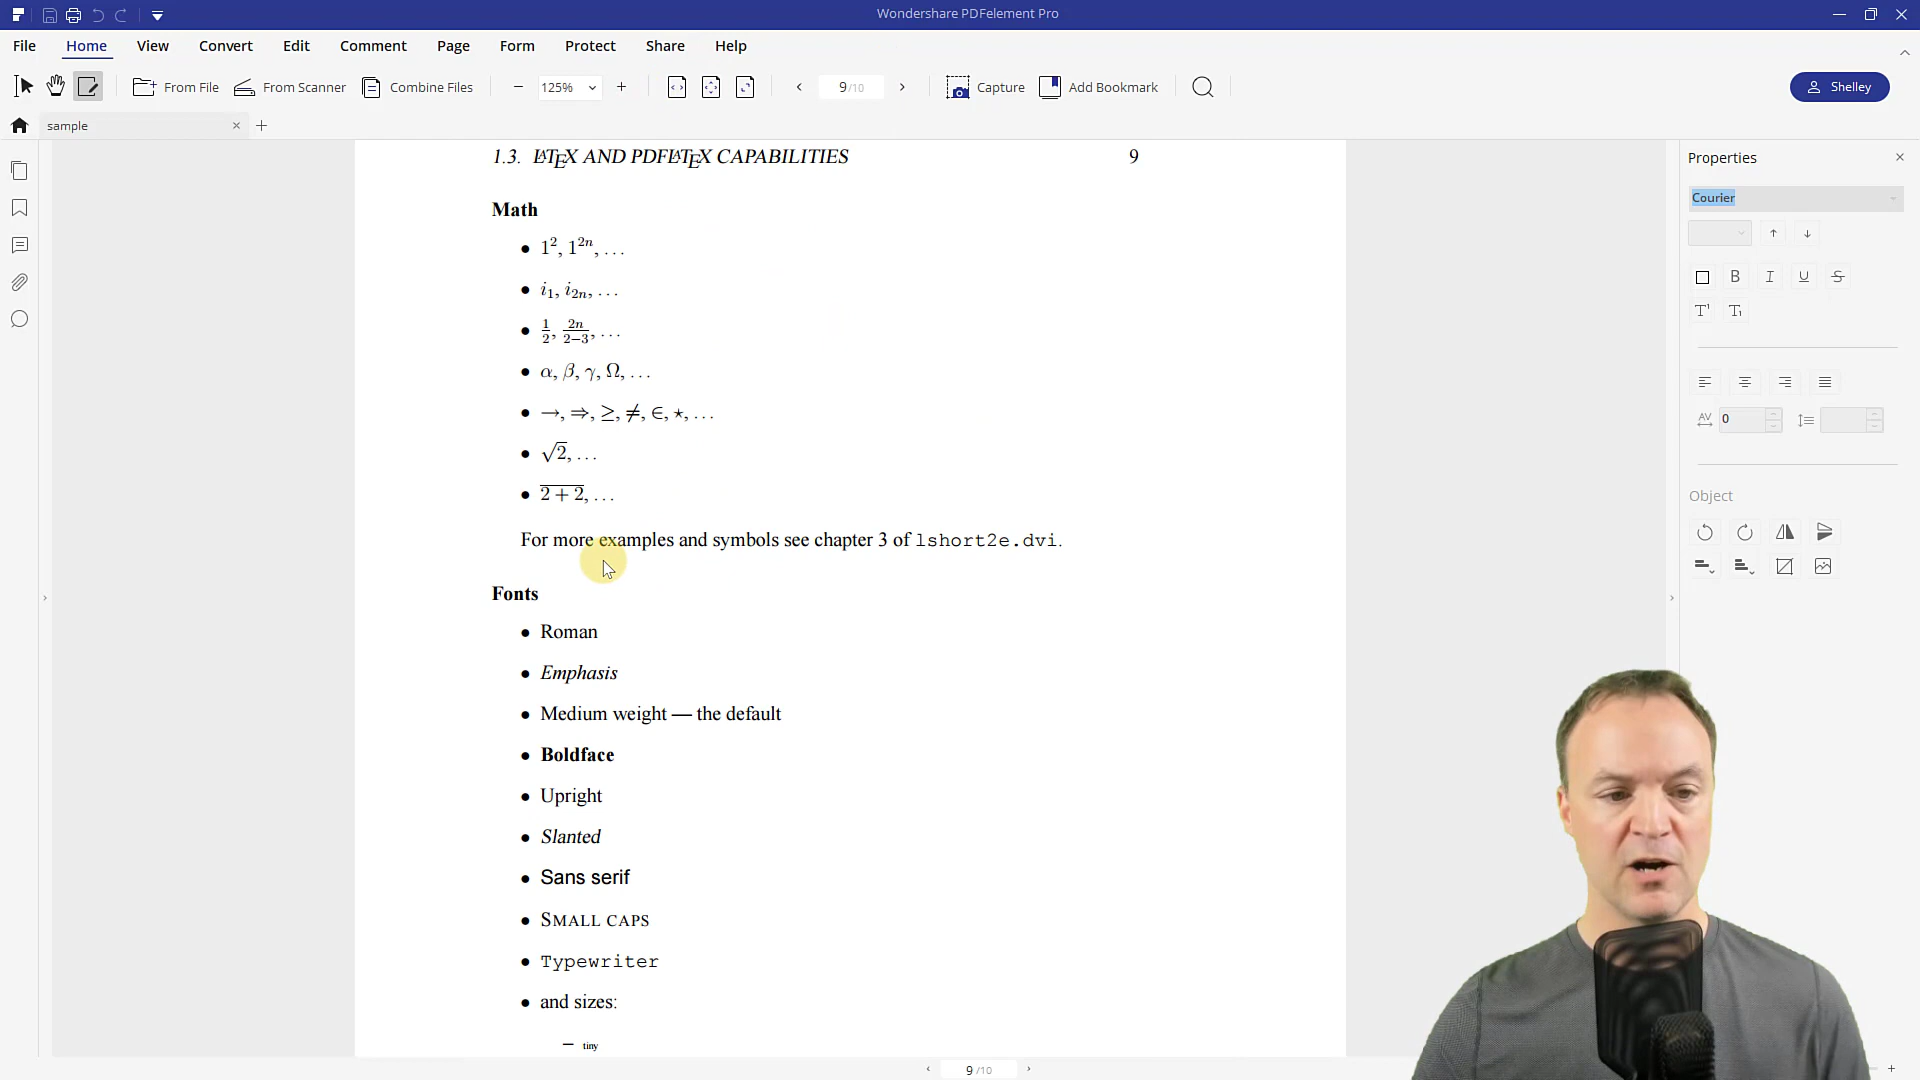 Wondershare PDFelement Pro
File Home View Convert Edit Comment Page Form Protect Share Help
From File From Scanner Combine Files 125% 9/10 Capture Add Bookmark Shelley
sample
Properties
Courier
B I U S
T¹ T₁
AV 0
Object
1.3. LATEX AND PDFLATEX CAPABILITIES 9
Math
• 1², 1²ⁿ, . . .
• i₁, i₂ₙ, . . .
• 1/2, 2n/2−3, . . .
• α, β, γ, Ω, . . .
• →, ⇒, ≥, ≠, ∈, ⋆, . . .
• √2, . . .
• 2 + 2, . . .
For more examples and symbols see chapter 3 of lshort2e.dvi.
Fonts
• Roman
• Emphasis
• Medium weight — the default
• Boldface
• Upright
• Slanted
• Sans serif
• SMALL CAPS
• Typewriter
• and sizes:
– tiny
9 /10